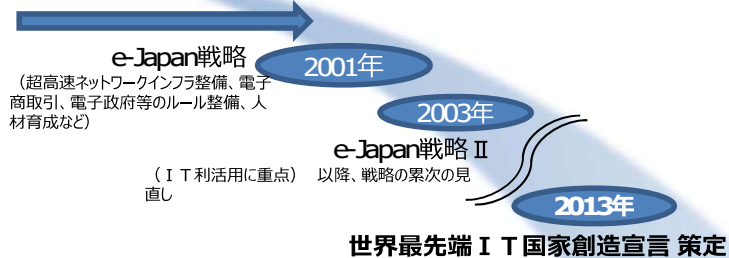 e-Japan戦略
2001年
（超高速ネットワークインフラ整備、電子
商取引、電子政府等のルール整備、人
材育成など）
2003年
e-Japan戦略Ⅱ
（ＩＴ利活用に重点）　以降、戦略の累次の見
直し
2013年
世界最先端ＩＴ国家創造宣言 策定